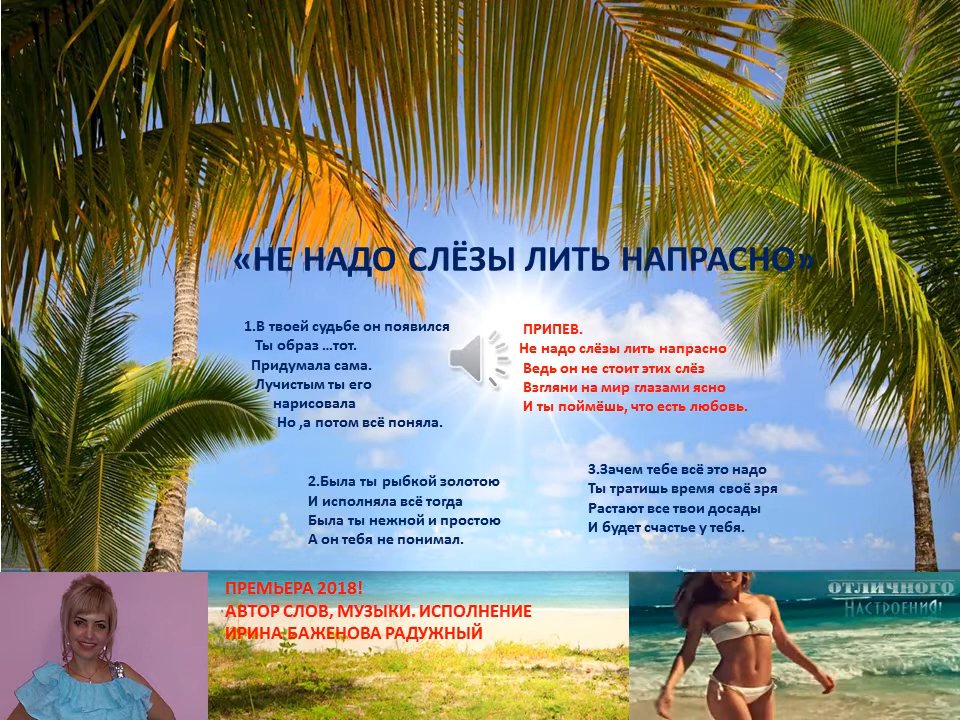 «НЕ НАДО СЛЁЗЫ ЛИТЬ НАПРАСНО»
1.В твоей судьбе он появился
Ты образ …тот.
Придумала сама.
Лучистым ты его
нарисовала
Но ,а потом всё поняла.
ПРИПЕВ.
Не надо слёзы лить напрасно
Ведь он не стоит этих слёз
Взгляни на мир глазами ясно
И ты поймёшь, что есть любовь.
2.Была ты рыбкой золотою
И исполняла всё тогда
Была ты нежной и простою
А он тебя не понимал.
3.Зачем тебе всё это надо
Ты тратишь время своё зря
Растают все твои досады
И будет счастье у тебя.
ПРЕМЬЕРА 2018!
АВТОР СЛОВ, МУЗЫКИ. ИСПОЛНЕНИЕ
ИРИНА БАЖЕНОВА РАДУЖНЫЙ
ОТЛИЧНОГО
НАСТРОЕНИЯ!